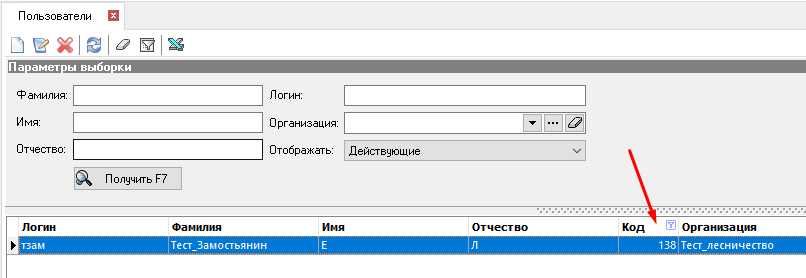 Пользователи
Параметры выборки
Фамилия: Логин:
Имя: Организация:
Отчество: Отображать: Действующие
Получить F7
Логин Фамилия Имя Отчество Код Организация
тзам Тест_Замостьянин Е Л 138 Тест_лесничество